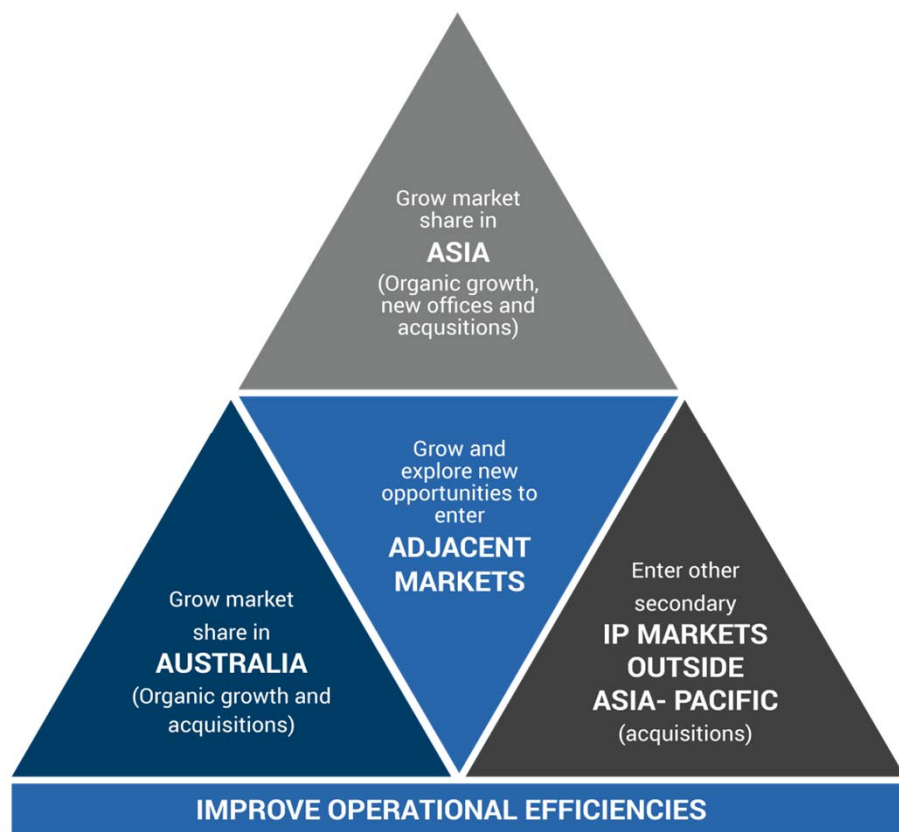 Grow market
share in
ASIA
(Organic growth,
new offices and
acqusitions)
Grow and
explore new
opportunities to
enter
ADJACENT
MARKETS
Grow market
share in
AUSTRALIA
(Organic growth and
acquisitions)
Enter other
secondary
IP MARKETS
OUTSIDE
ASIA- PACIFIC
(acquisitions)
IMPROVE OPERATIONAL EFFICIENCIES